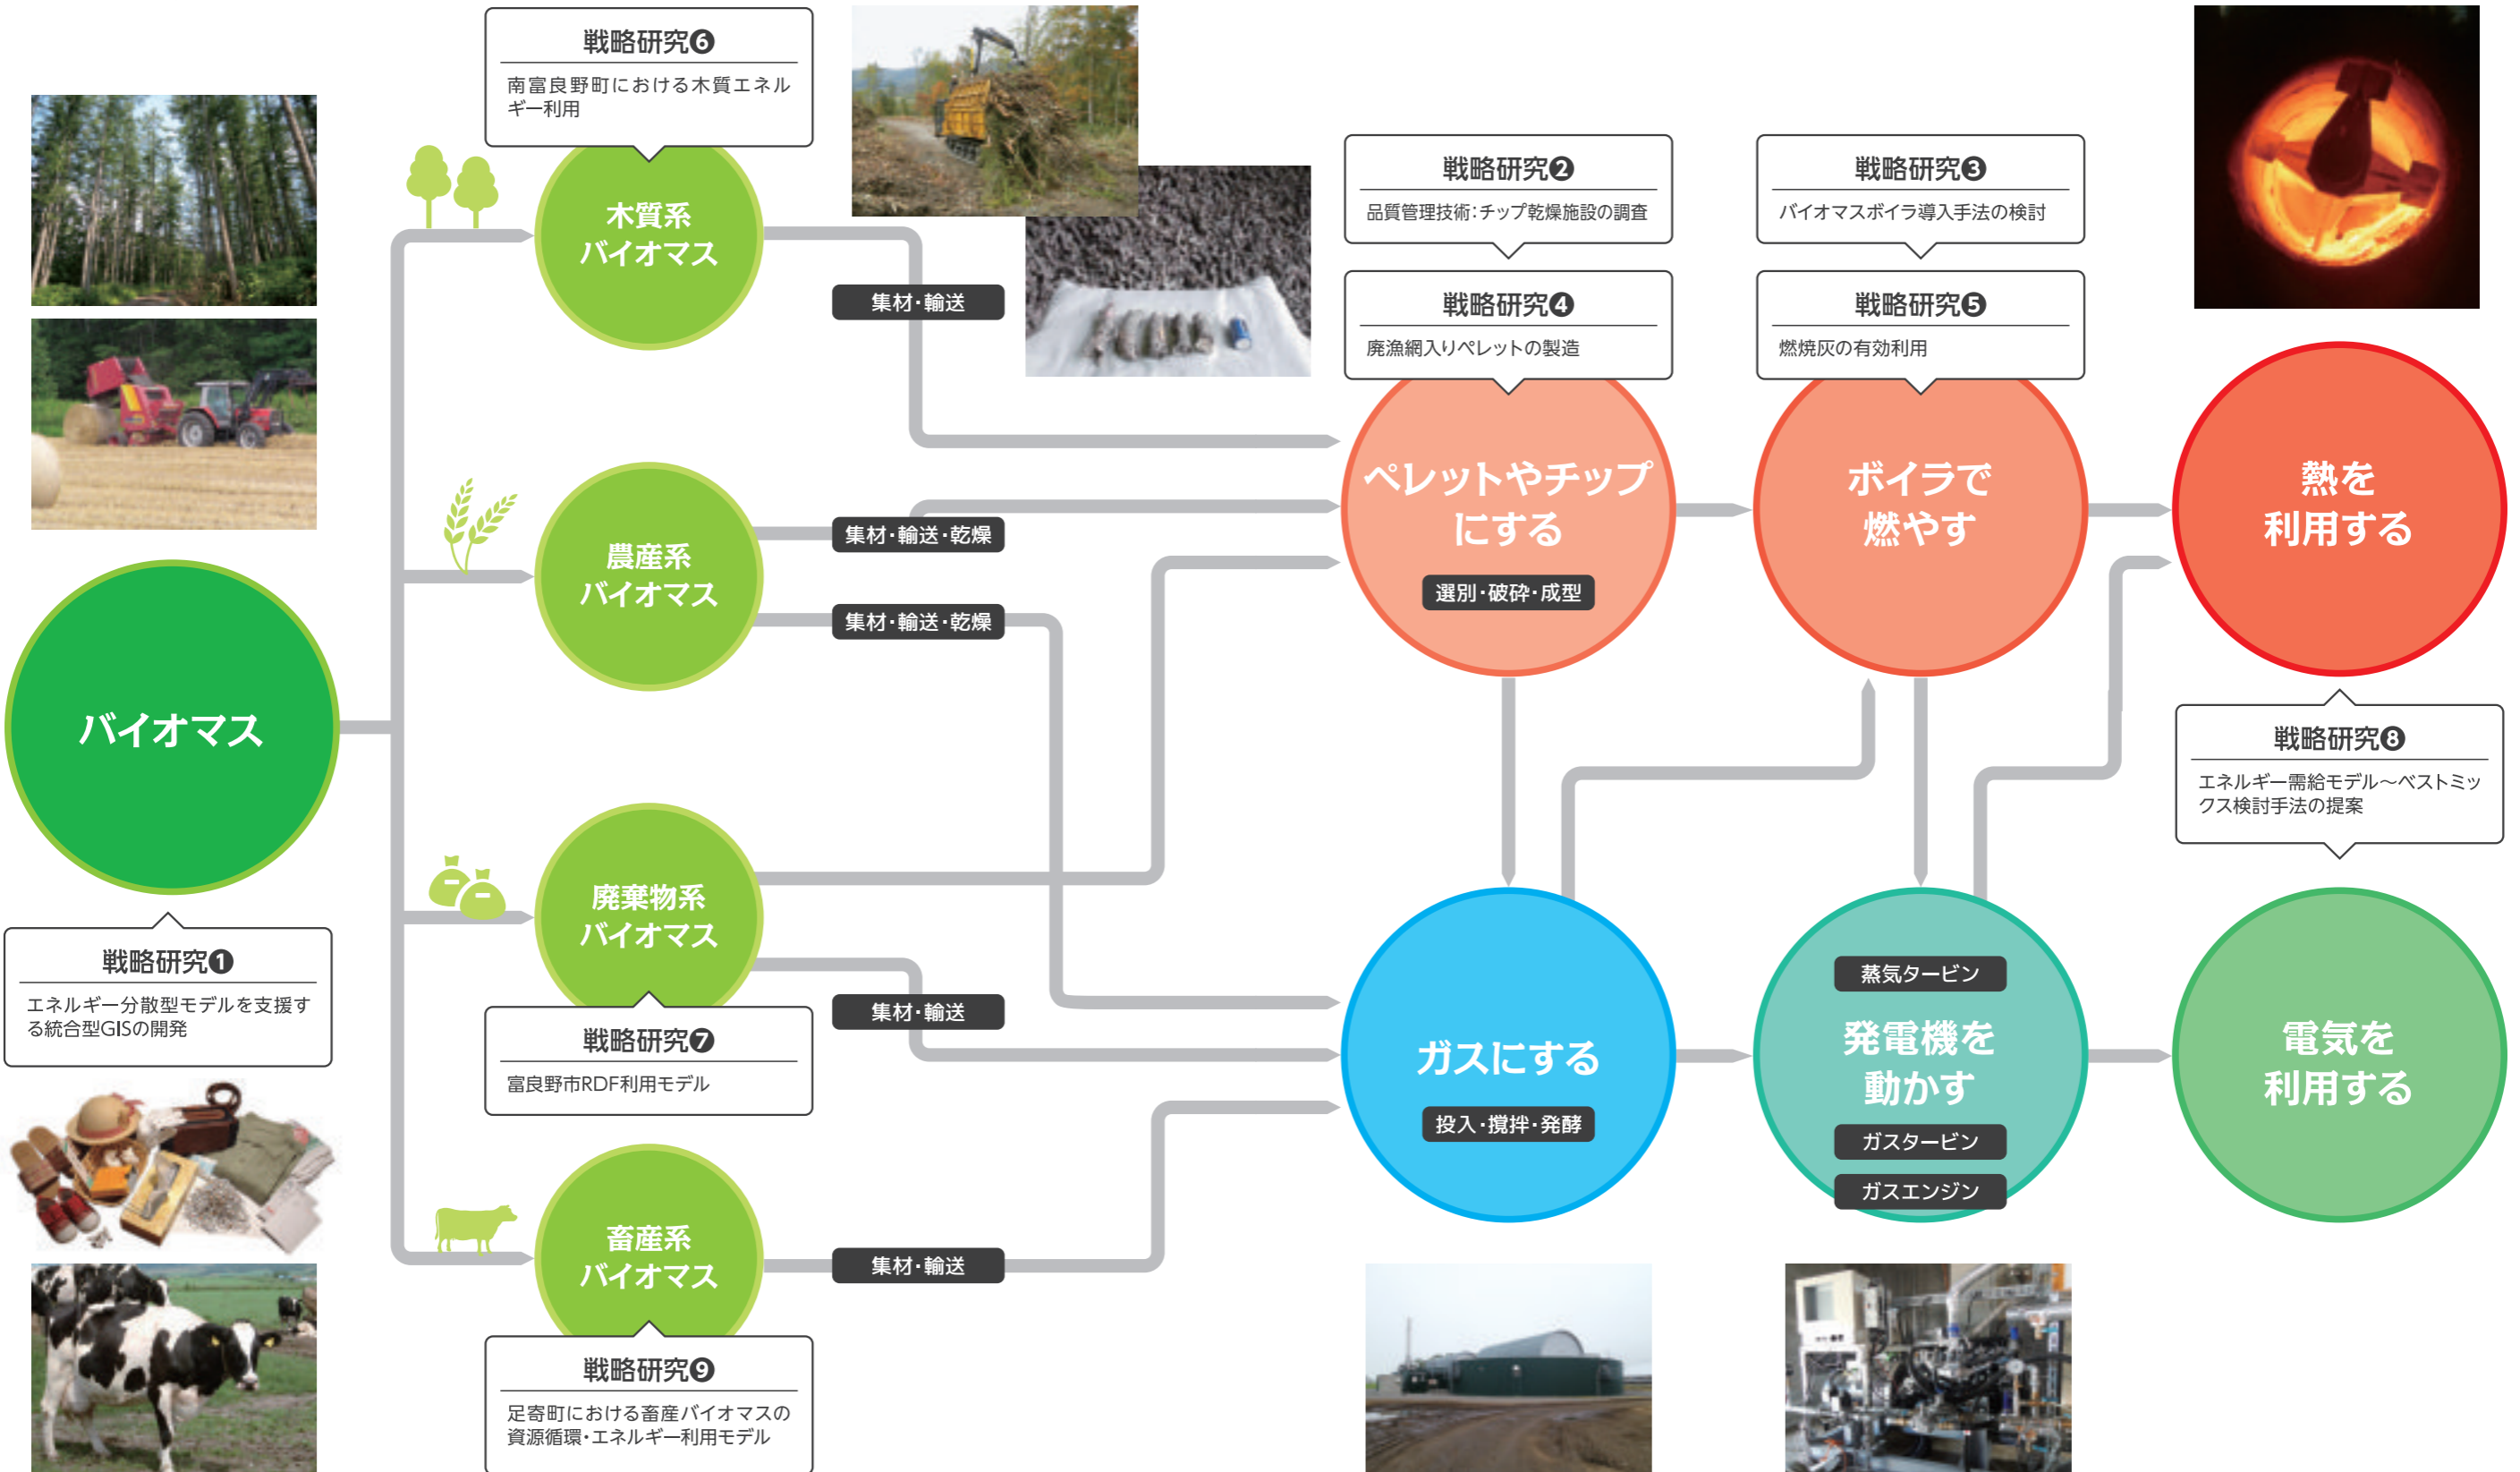 戦略研究❻
南富良野町における木質エネル
ギー利用
木質系
バイオマス
集材・輸送
農産系
バイオマス
集材・輸送・乾燥
集材・輸送・乾燥
バイオマス
戦略研究❶
エネルギー分散型モデルを支援す
る統合型GISの開発
廃棄物系
バイオマス
戦略研究❼
富良野市RDF利用モデル
集材・輸送
畜産系
バイオマス
戦略研究❾
足寄町における畜産バイオマスの
資源循環・エネルギー利用モデル
集材・輸送
戦略研究❷
品質管理技術：チップ乾燥施設の調査
戦略研究❹
廃漁網入りペレットの製造
ペレットやチップ
にする
選別・破砕・成型
戦略研究❸
バイオマスボイラ導入手法の検討
戦略研究❺
燃焼灰の有効利用
ボイラで
燃やす
熱を
利用する
戦略研究❽
エネルギー需給モデル〜ベストミッ
クス検討手法の提案
ガスにする
投入・撹拌・発酵
蒸気タービン
発電機を
動かす
ガスタービン
ガスエンジン
電気を
利用する